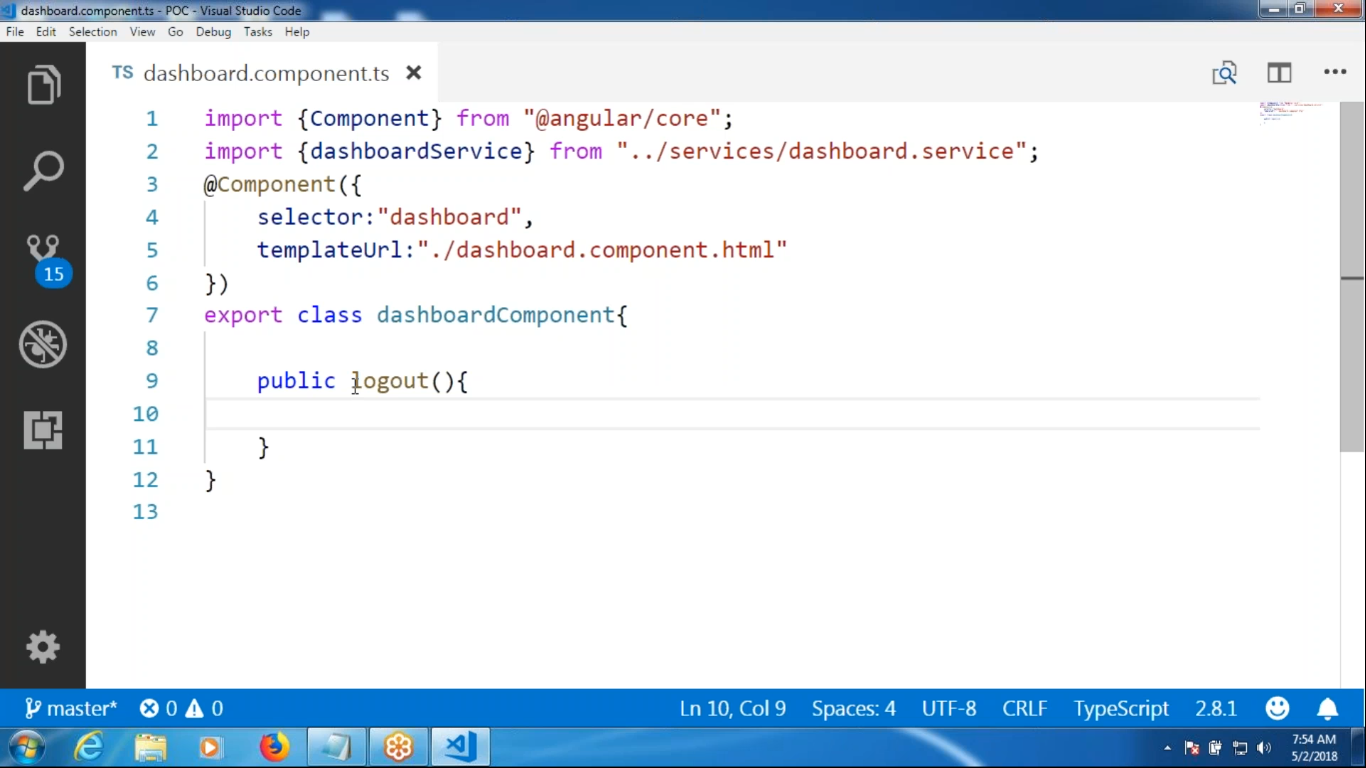 dashboard.component.ts - POC - Visual Studio Code
File Edit Selection View Go Debug Tasks Help
TS dashboard.component.ts
1 import {Component} from "@angular/core";
2 import {dashboardService} from "../services/dashboard.service";
3 @Component({
4 selector:"dashboard",
5 templateUrl:"./dashboard.component.html"
6 })
7 export class dashboardComponent{
8
9 public logout(){
10
11 }
12 }
13
15
master* 0 0 Ln 10, Col 9 Spaces: 4 UTF-8 CRLF TypeScript 2.8.1
7:54 AM
5/2/2018